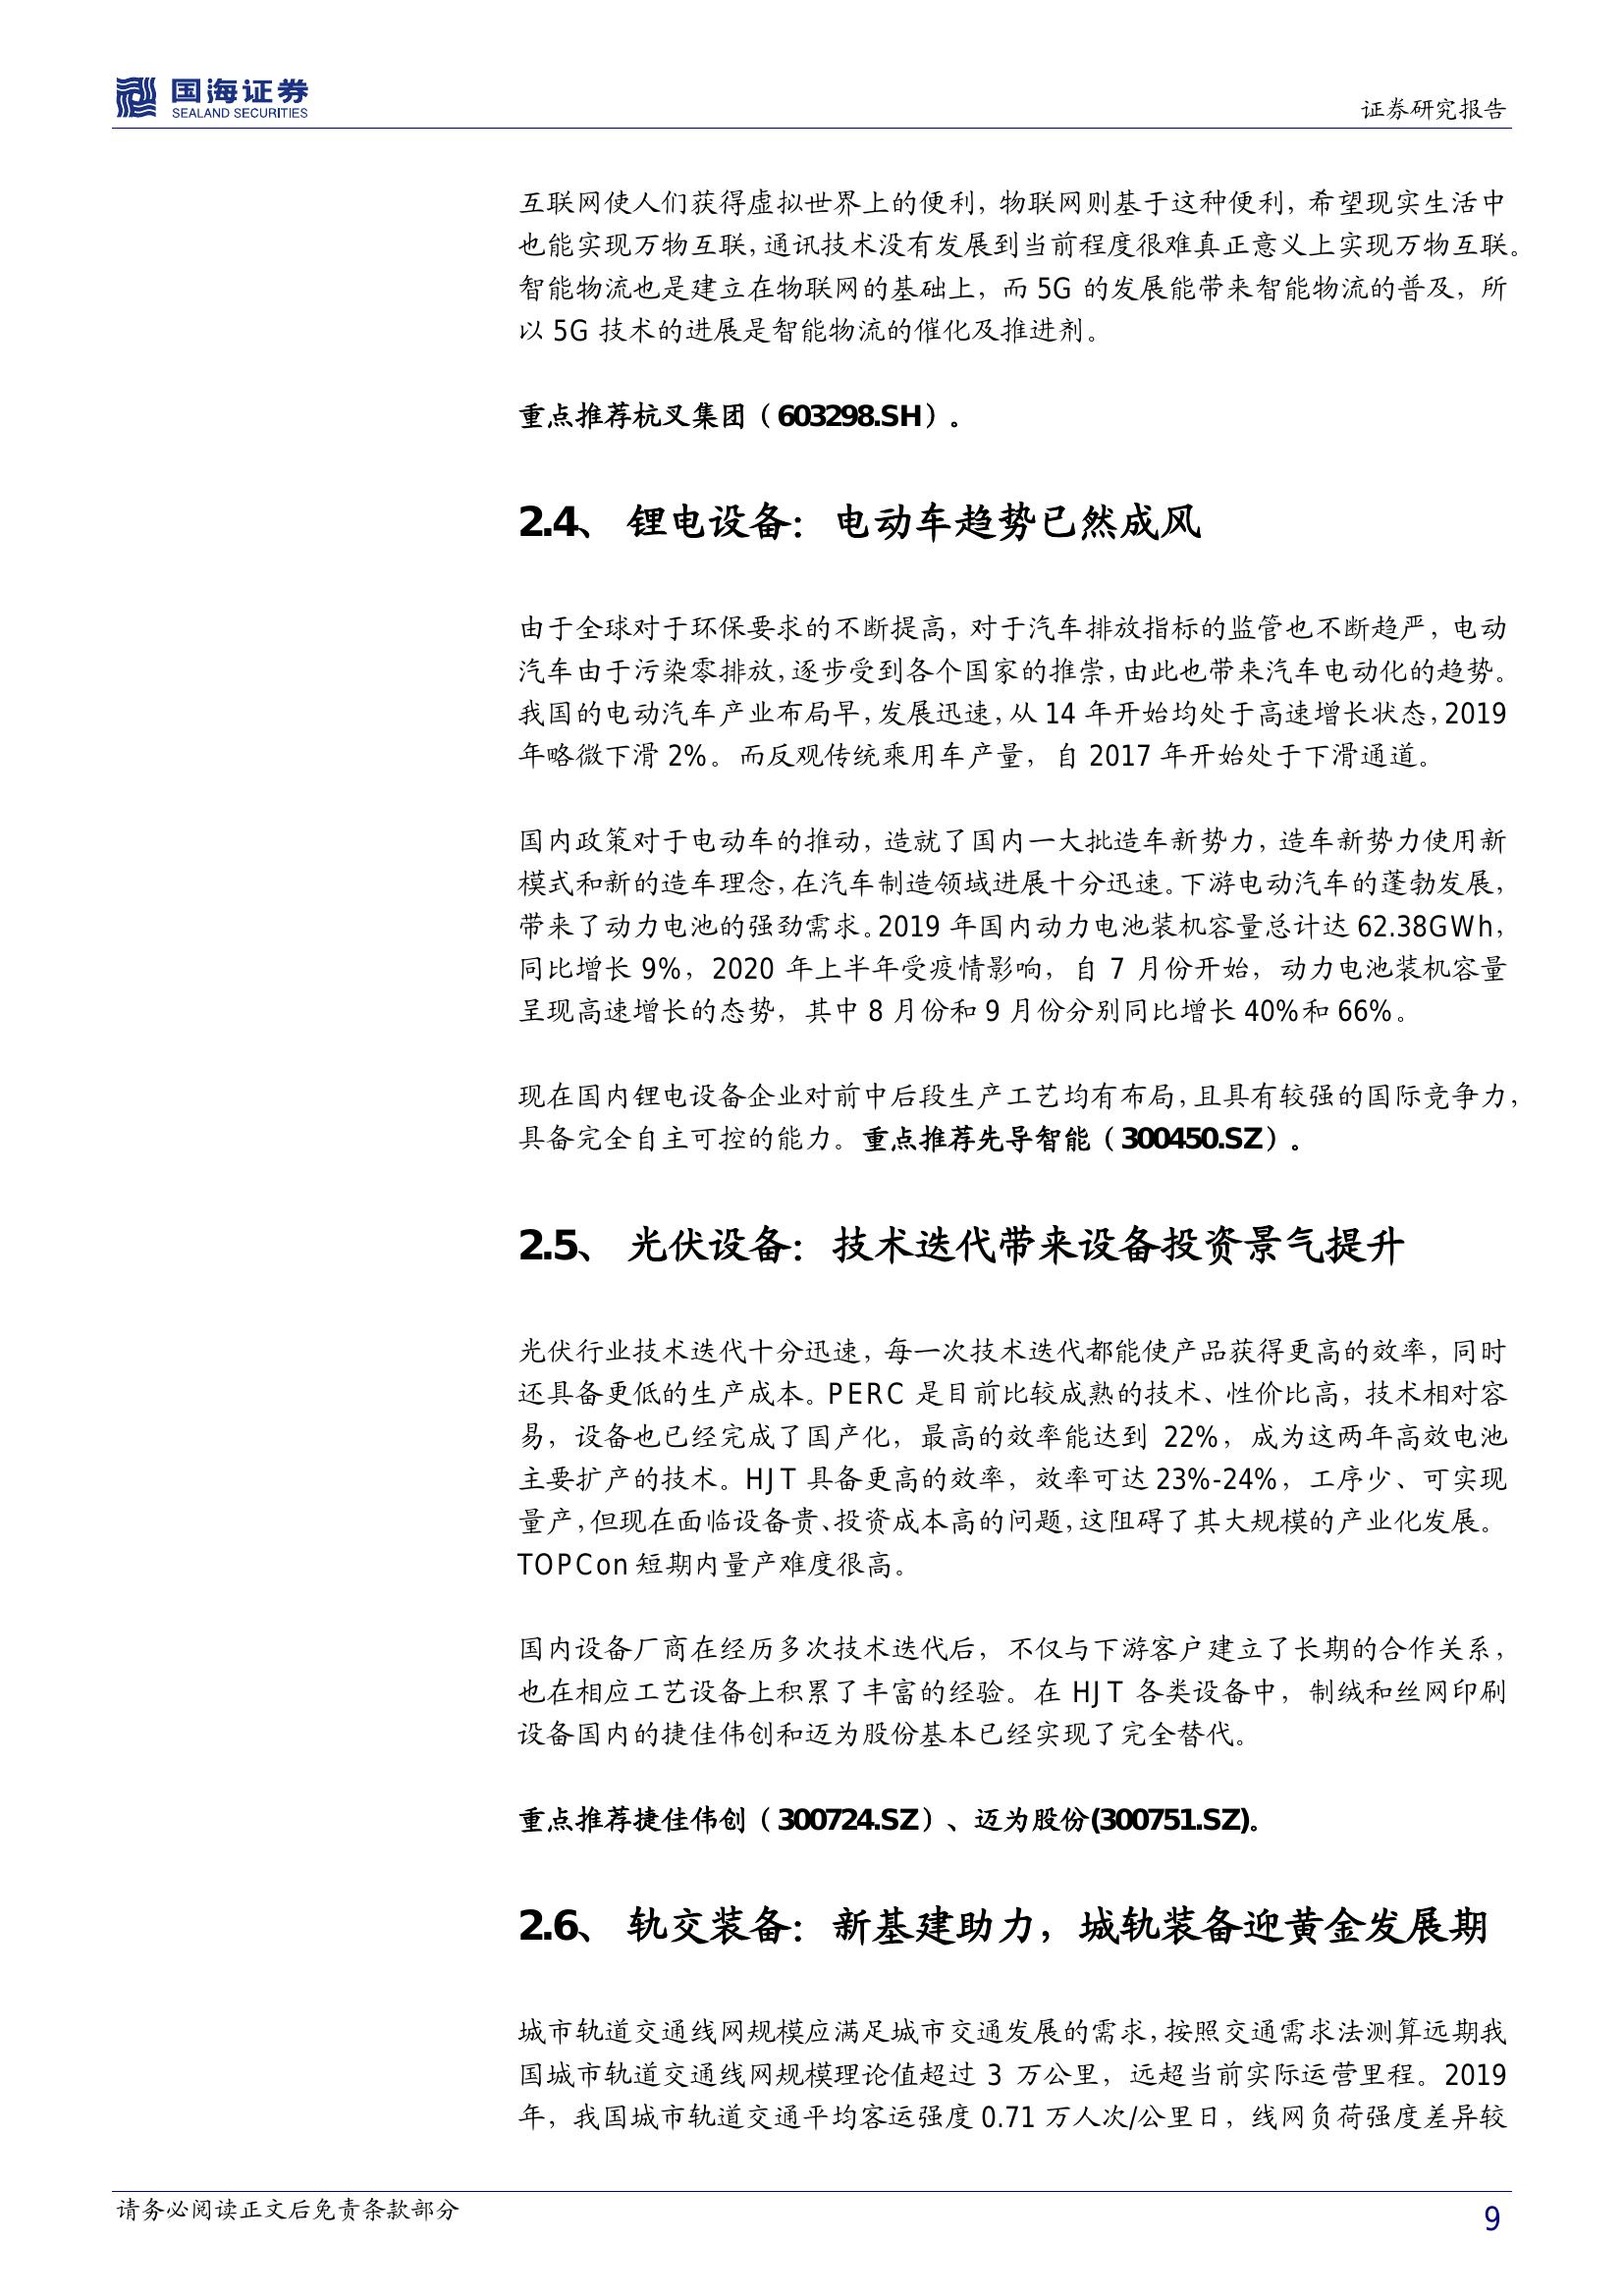 国海证券
SEALAND SECURITIES
证券研究报告
互联网使人们获得虚拟世界上的便利，物联网则基于这种便利，希望现实生活中
也能实现万物互联，通讯技术没有发展到当前程度很难真正意义上实现万物互联。
智能物流也是建立在物联网的基础上，而 5G 的发展能带来智能物流的普及，所
以 5G 技术的进展是智能物流的催化及推进剂。
重点推荐杭叉集团（603298.SH）。
2.4、 锂电设备：电动车趋势已然成风
由于全球对于环保要求的不断提高，对于汽车排放指标的监管也不断趋严，电动
汽车由于污染零排放，逐步受到各个国家的推崇，由此也带来汽车电动化的趋势。
我国的电动汽车产业布局早，发展迅速，从 14 年开始均处于高速增长状态，2019
年略微下滑 2%。而反观传统乘用车产量，自 2017 年开始处于下滑通道。
国内政策对于电动车的推动，造就了国内一大批造车新势力，造车新势力使用新
模式和新的造车理念，在汽车制造领域进展十分迅速。下游电动汽车的蓬勃发展，
带来了动力电池的强劲需求。2019 年国内动力电池装机容量总计达 62.38GWh，
同比增长 9%，2020 年上半年受疫情影响，自 7 月份开始，动力电池装机容量
呈现高速增长的态势，其中 8 月份和 9 月份分别同比增长 40%和 66%。
现在国内锂电设备企业对前中后段生产工艺均有布局，且具有较强的国际竞争力，
具备完全自主可控的能力。重点推荐先导智能（300450.SZ）。
2.5、 光伏设备：技术迭代带来设备投资景气提升
光伏行业技术迭代十分迅速，每一次技术迭代都能使产品获得更高的效率，同时
还具备更低的生产成本。PERC 是目前比较成熟的技术、性价比高，技术相对容
易，设备也已经完成了国产化，最高的效率能达到 22%，成为这两年高效电池
主要扩产的技术。HJT 具备更高的效率，效率可达 23%-24%，工序少、可实现
量产，但现在面临设备贵、投资成本高的问题，这阻碍了其大规模的产业化发展。
TOPCon 短期内量产难度很高。
国内设备厂商在经历多次技术迭代后，不仅与下游客户建立了长期的合作关系，
也在相应工艺设备上积累了丰富的经验。在 HJT 各类设备中，制绒和丝网印刷
设备国内的捷佳伟创和迈为股份基本已经实现了完全替代。
重点推荐捷佳伟创（300724.SZ）、迈为股份(300751.SZ)。
2.6、 轨交装备：新基建助力，城轨装备迎黄金发展期
城市轨道交通线网规模应满足城市交通发展的需求，按照交通需求法测算远期我
国城市轨道交通线网规模理论值超过 3 万公里，远超当前实际运营里程。2019
年，我国城市轨道交通平均客运强度 0.71 万人次/公里日，线网负荷强度差异较
请务必阅读正文后免责条款部分
9